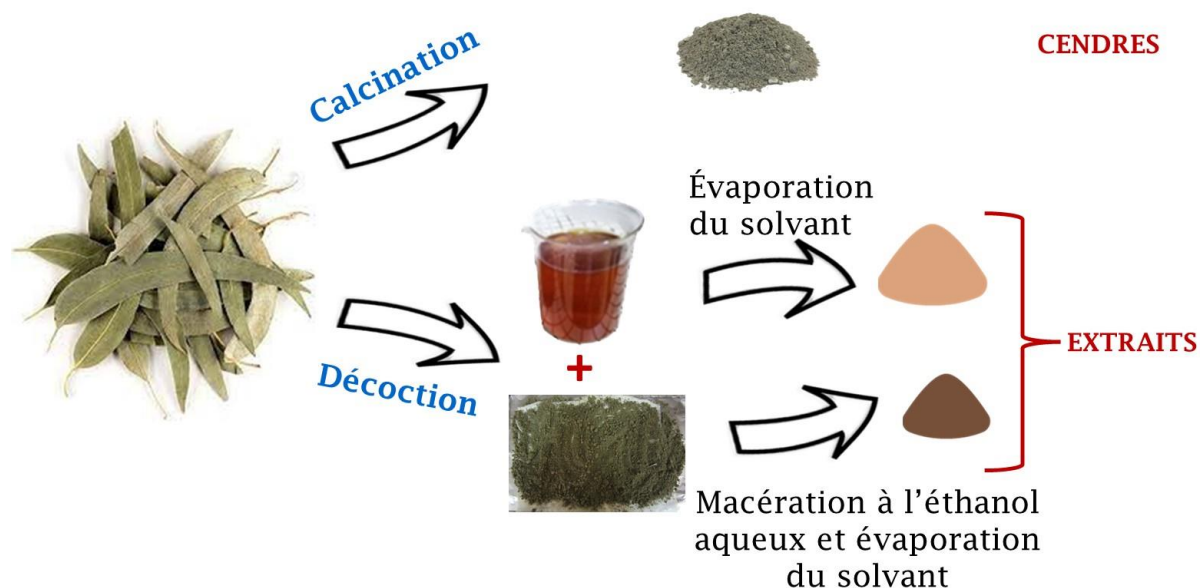 Calcination
CENDRES
Évaporation
du solvant
+
Décoction
EXTRAITS
Macération à l’éthanol
aqueux et évaporation
du solvant